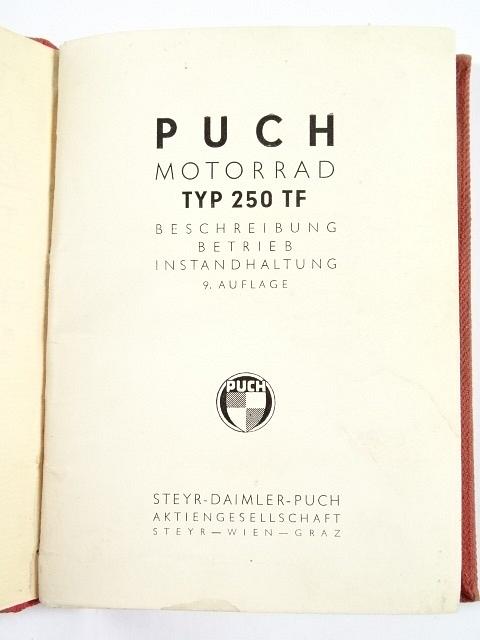 PUCH
MOTORRAD
TYP 250 TF
BESCHREIBUNG
BETRIEB
INSTANDHALTUNG
9. AUFLAGE
PUCH
STEYR-DAIMLER-PUCH
AKTIENGESELLSCHAFT
STEYR—WIEN—GRAZ